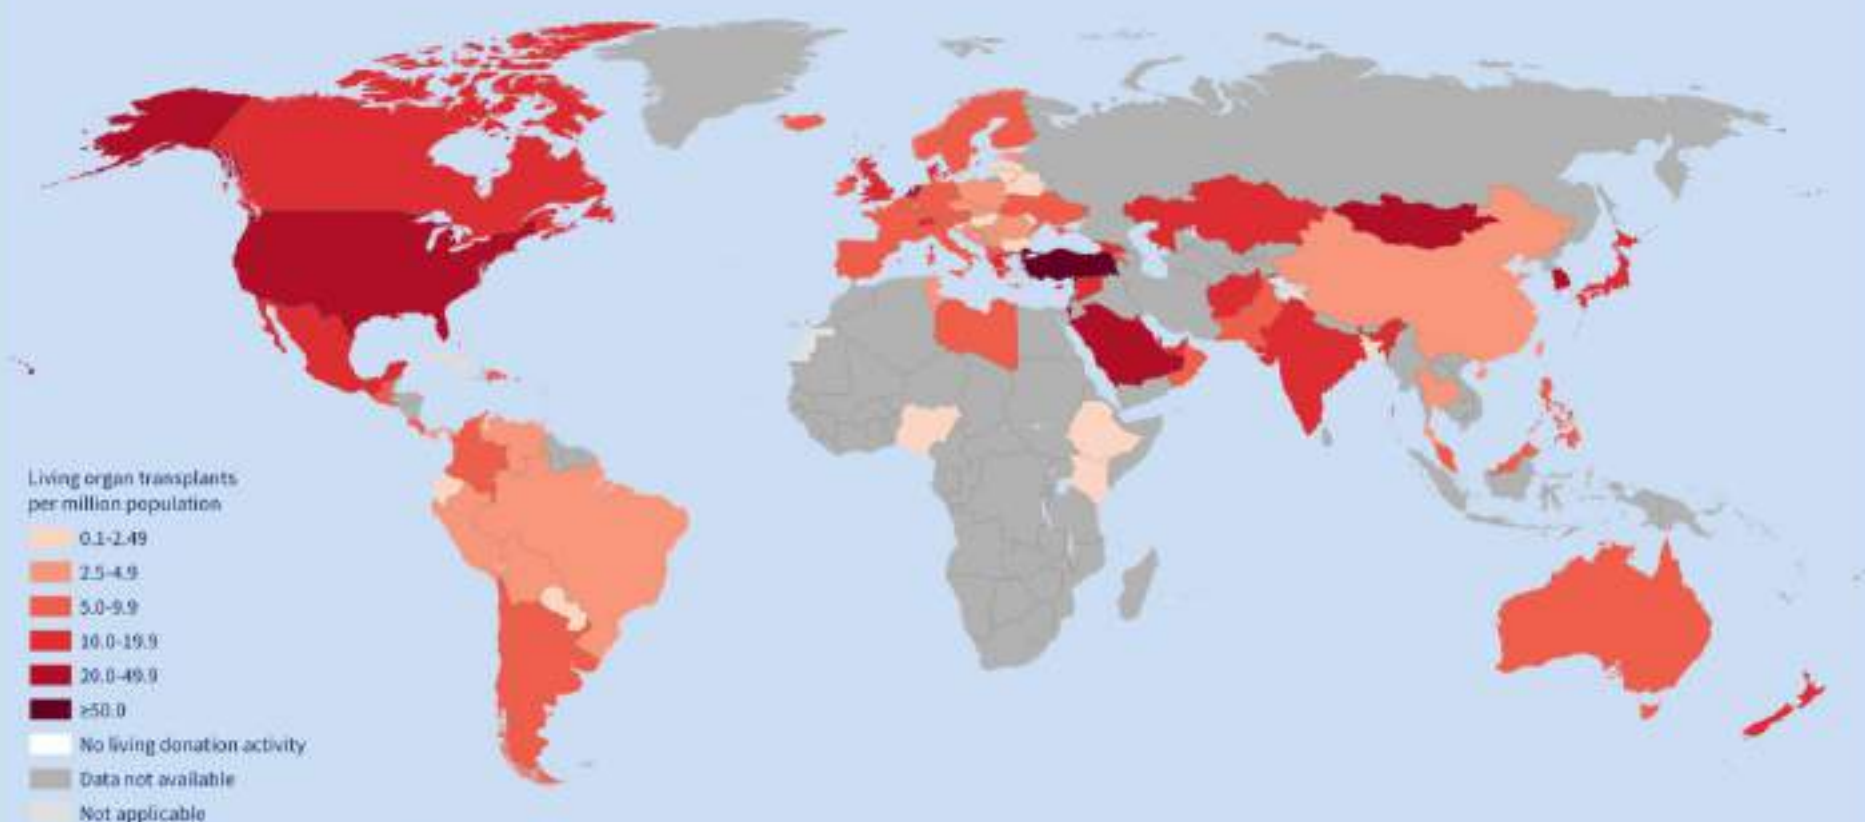 Living organ transplants
per million population
0.1-2.49
2.5-4.9
5.0-9.9
10.0-19.9
20.0-49.9
≥50.0
No living donation activity
Data not available
Not applicable